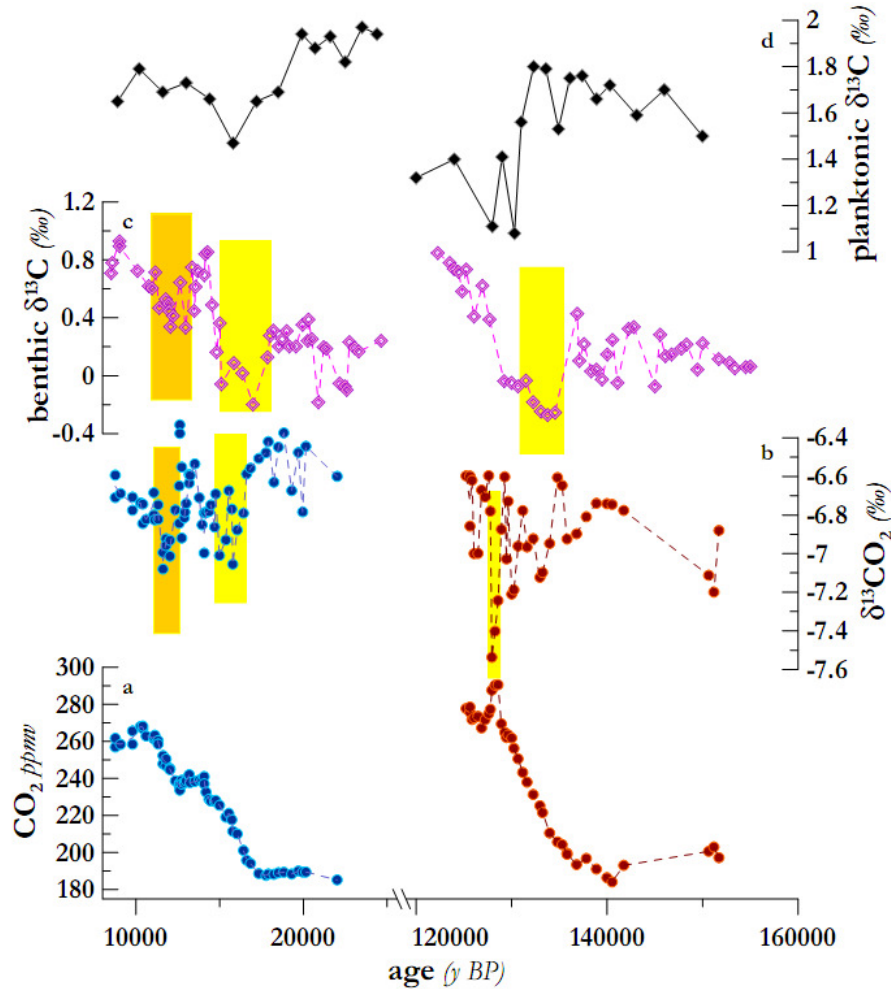 d
2
1.8
1.6
1.4
1.2
1
planktonic δ¹³C (‰)
c
1.2
0.8
0.4
0
-0.4
benthic δ¹³C (‰)
b
-6.4
-6.6
-6.8
-7
-7.2
-7.4
-7.6
δ¹³CO₂ (‰)
a
300
280
260
240
220
200
180
CO₂ ppmv
10000 20000 120000 140000 160000
age (y BP)